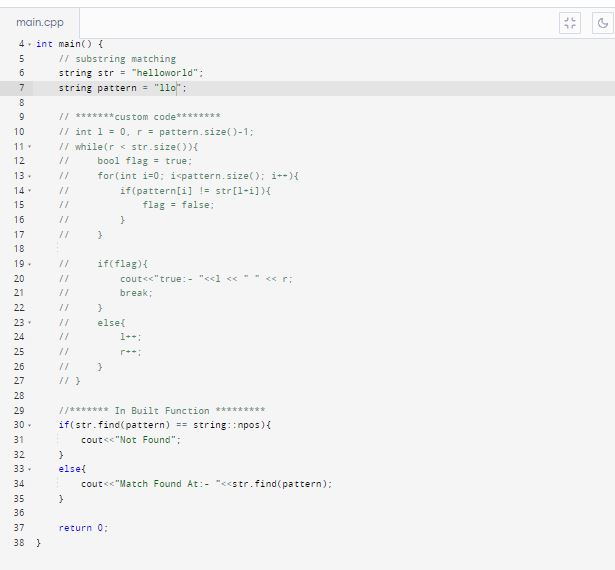 main.cpp
4 int main() {
5 // substring matching
6 string str = "helloworld";
7 string pattern = "llo";
8
9 // *******custom code********
10 // int l = 0, r = pattern.size()-1;
11 // while(r < str.size()){
12 // bool flag = true;
13 // for(int i=0; i<pattern.size(); i++){
14 // if(pattern[i] != str[l+i]){
15 // flag = false;
16 // }
17 // }
18
19 // if(flag){
20 // cout<<"true:- "<<l << " " << r;
21 // break;
22 // }
23 // else{
24 // l++;
25 // r++;
26 // }
27 // }
28
29 //******* In Built Function *********
30 if(str.find(pattern) == string::npos){
31 cout<<"Not Found";
32 }
33 else{
34 cout<<"Match Found At:- "<<str.find(pattern);
35 }
36
37 return 0;
38 }